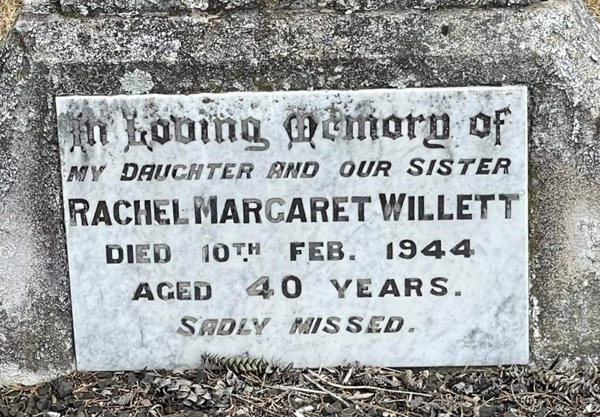 In Loving Memory of
MY DAUGHTER AND OUR SISTER
RACHEL MARGARET WILLETT
DIED 10TH. FEB. 1944
AGED 40 YEARS.
SADLY MISSED.